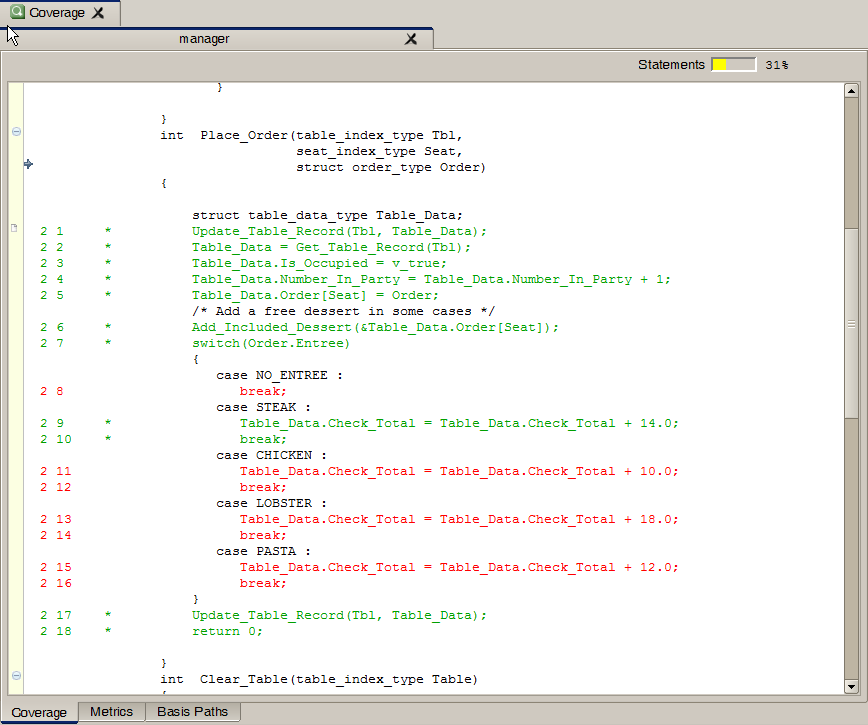 Coverage
manager
Statements 31%
}
}
int Place_Order(table_index_type Tbl,
seat_index_type Seat,
struct order_type Order)
{
struct table_data_type Table_Data;
2 1 * Update_Table_Record(Tbl, Table_Data);
2 2 * Table_Data = Get_Table_Record(Tbl);
2 3 * Table_Data.Is_Occupied = v_true;
2 4 * Table_Data.Number_In_Party = Table_Data.Number_In_Party + 1;
2 5 * Table_Data.Order[Seat] = Order;
/* Add a free dessert in some cases */
2 6 * Add_Included_Dessert(&Table_Data.Order[Seat]);
2 7 * switch(Order.Entree)
{
case NO_ENTREE :
2 8 break;
case STEAK :
2 9 * Table_Data.Check_Total = Table_Data.Check_Total + 14.0;
2 10 * break;
case CHICKEN :
2 11 Table_Data.Check_Total = Table_Data.Check_Total + 10.0;
2 12 break;
case LOBSTER :
2 13 Table_Data.Check_Total = Table_Data.Check_Total + 18.0;
2 14 break;
case PASTA :
2 15 Table_Data.Check_Total = Table_Data.Check_Total + 12.0;
2 16 break;
}
2 17 * Update_Table_Record(Tbl, Table_Data);
2 18 * return 0;
}
int Clear_Table(table_index_type Table)
Coverage Metrics Basis Paths